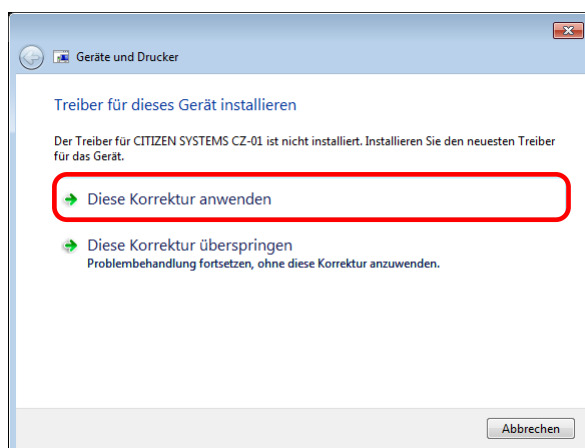 Geräte und Drucker
Treiber für dieses Gerät installieren
Der Treiber für CITIZEN SYSTEMS CZ-01 ist nicht installiert. Installieren Sie den neuesten Treiber
für das Gerät.
Diese Korrektur anwenden
Diese Korrektur überspringen
Problembehandlung fortsetzen, ohne diese Korrektur anzuwenden.
Abbrechen